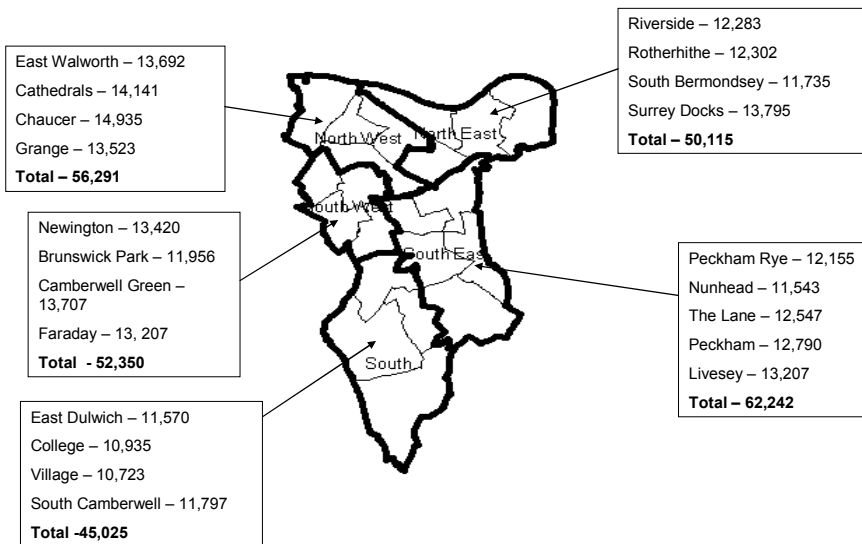 East Walworth – 13,692
Cathedrals – 14,141
Chaucer – 14,935
Grange – 13,523
Total – 56,291
Riverside – 12,283
Rotherhithe – 12,302
South Bermondsey – 11,735
Surrey Docks – 13,795
Total – 50,115
North West
North East
South West
South East
South
Newington – 13,420
Brunswick Park – 11,956
Camberwell Green –
13,707
Faraday – 13, 207
Total  - 52,350
Peckham Rye – 12,155
Nunhead – 11,543
The Lane – 12,547
Peckham – 12,790
Livesey – 13,207
Total – 62,242
East Dulwich – 11,570
College – 10,935
Village – 10,723
South Camberwell – 11,797
Total -45,025